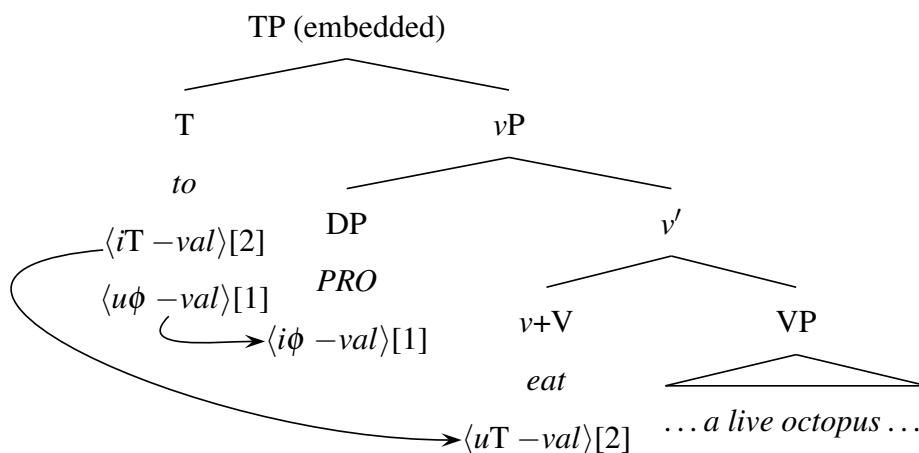 TP (embedded)
T vP
to
DP v′
⟨iT −val⟩[2]
PRO
⟨uϕ −val⟩[1]
v+V VP
⟨iϕ −val⟩[1]
eat
…a live octopus…
⟨uT −val⟩[2]